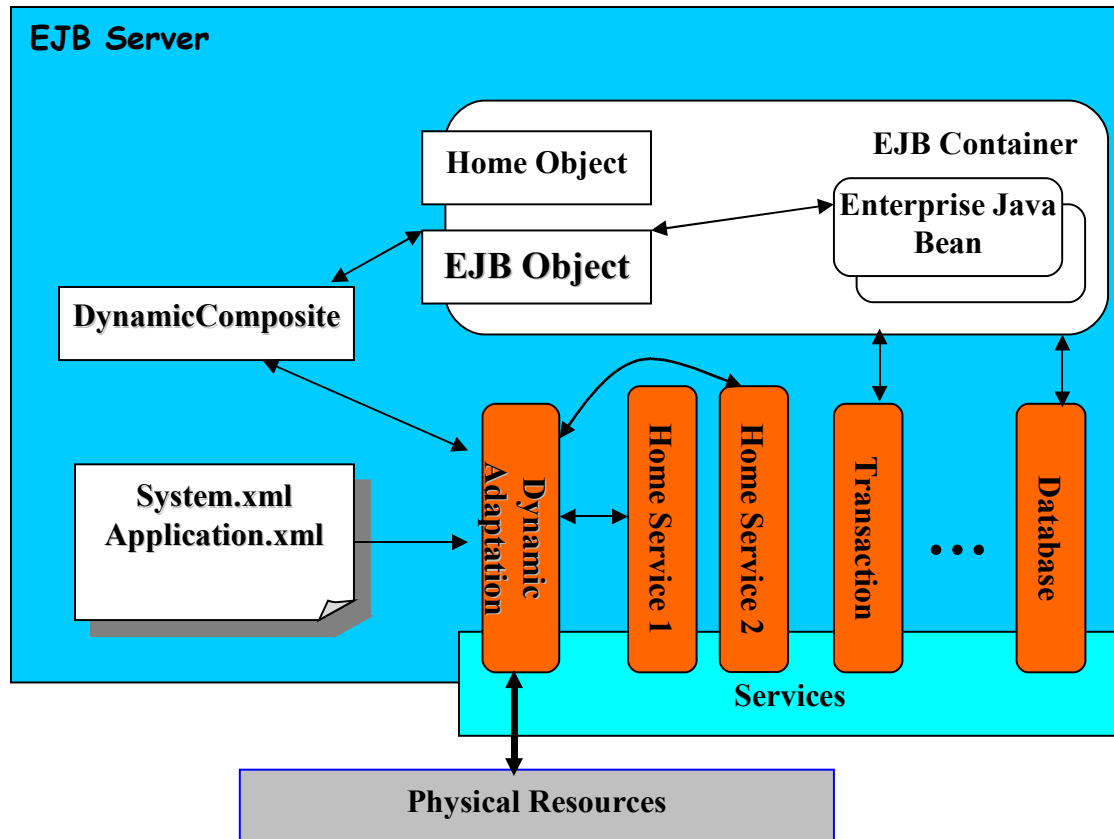 EJB Server
EJB Container
Home Object
Enterprise Java
Bean
EJB Object
DynamicComposite
System.xml
Application.xml
Dynamic
Adaptation
Home Service 1
Home Service 2
Transaction
...
Database
Services
Physical Resources